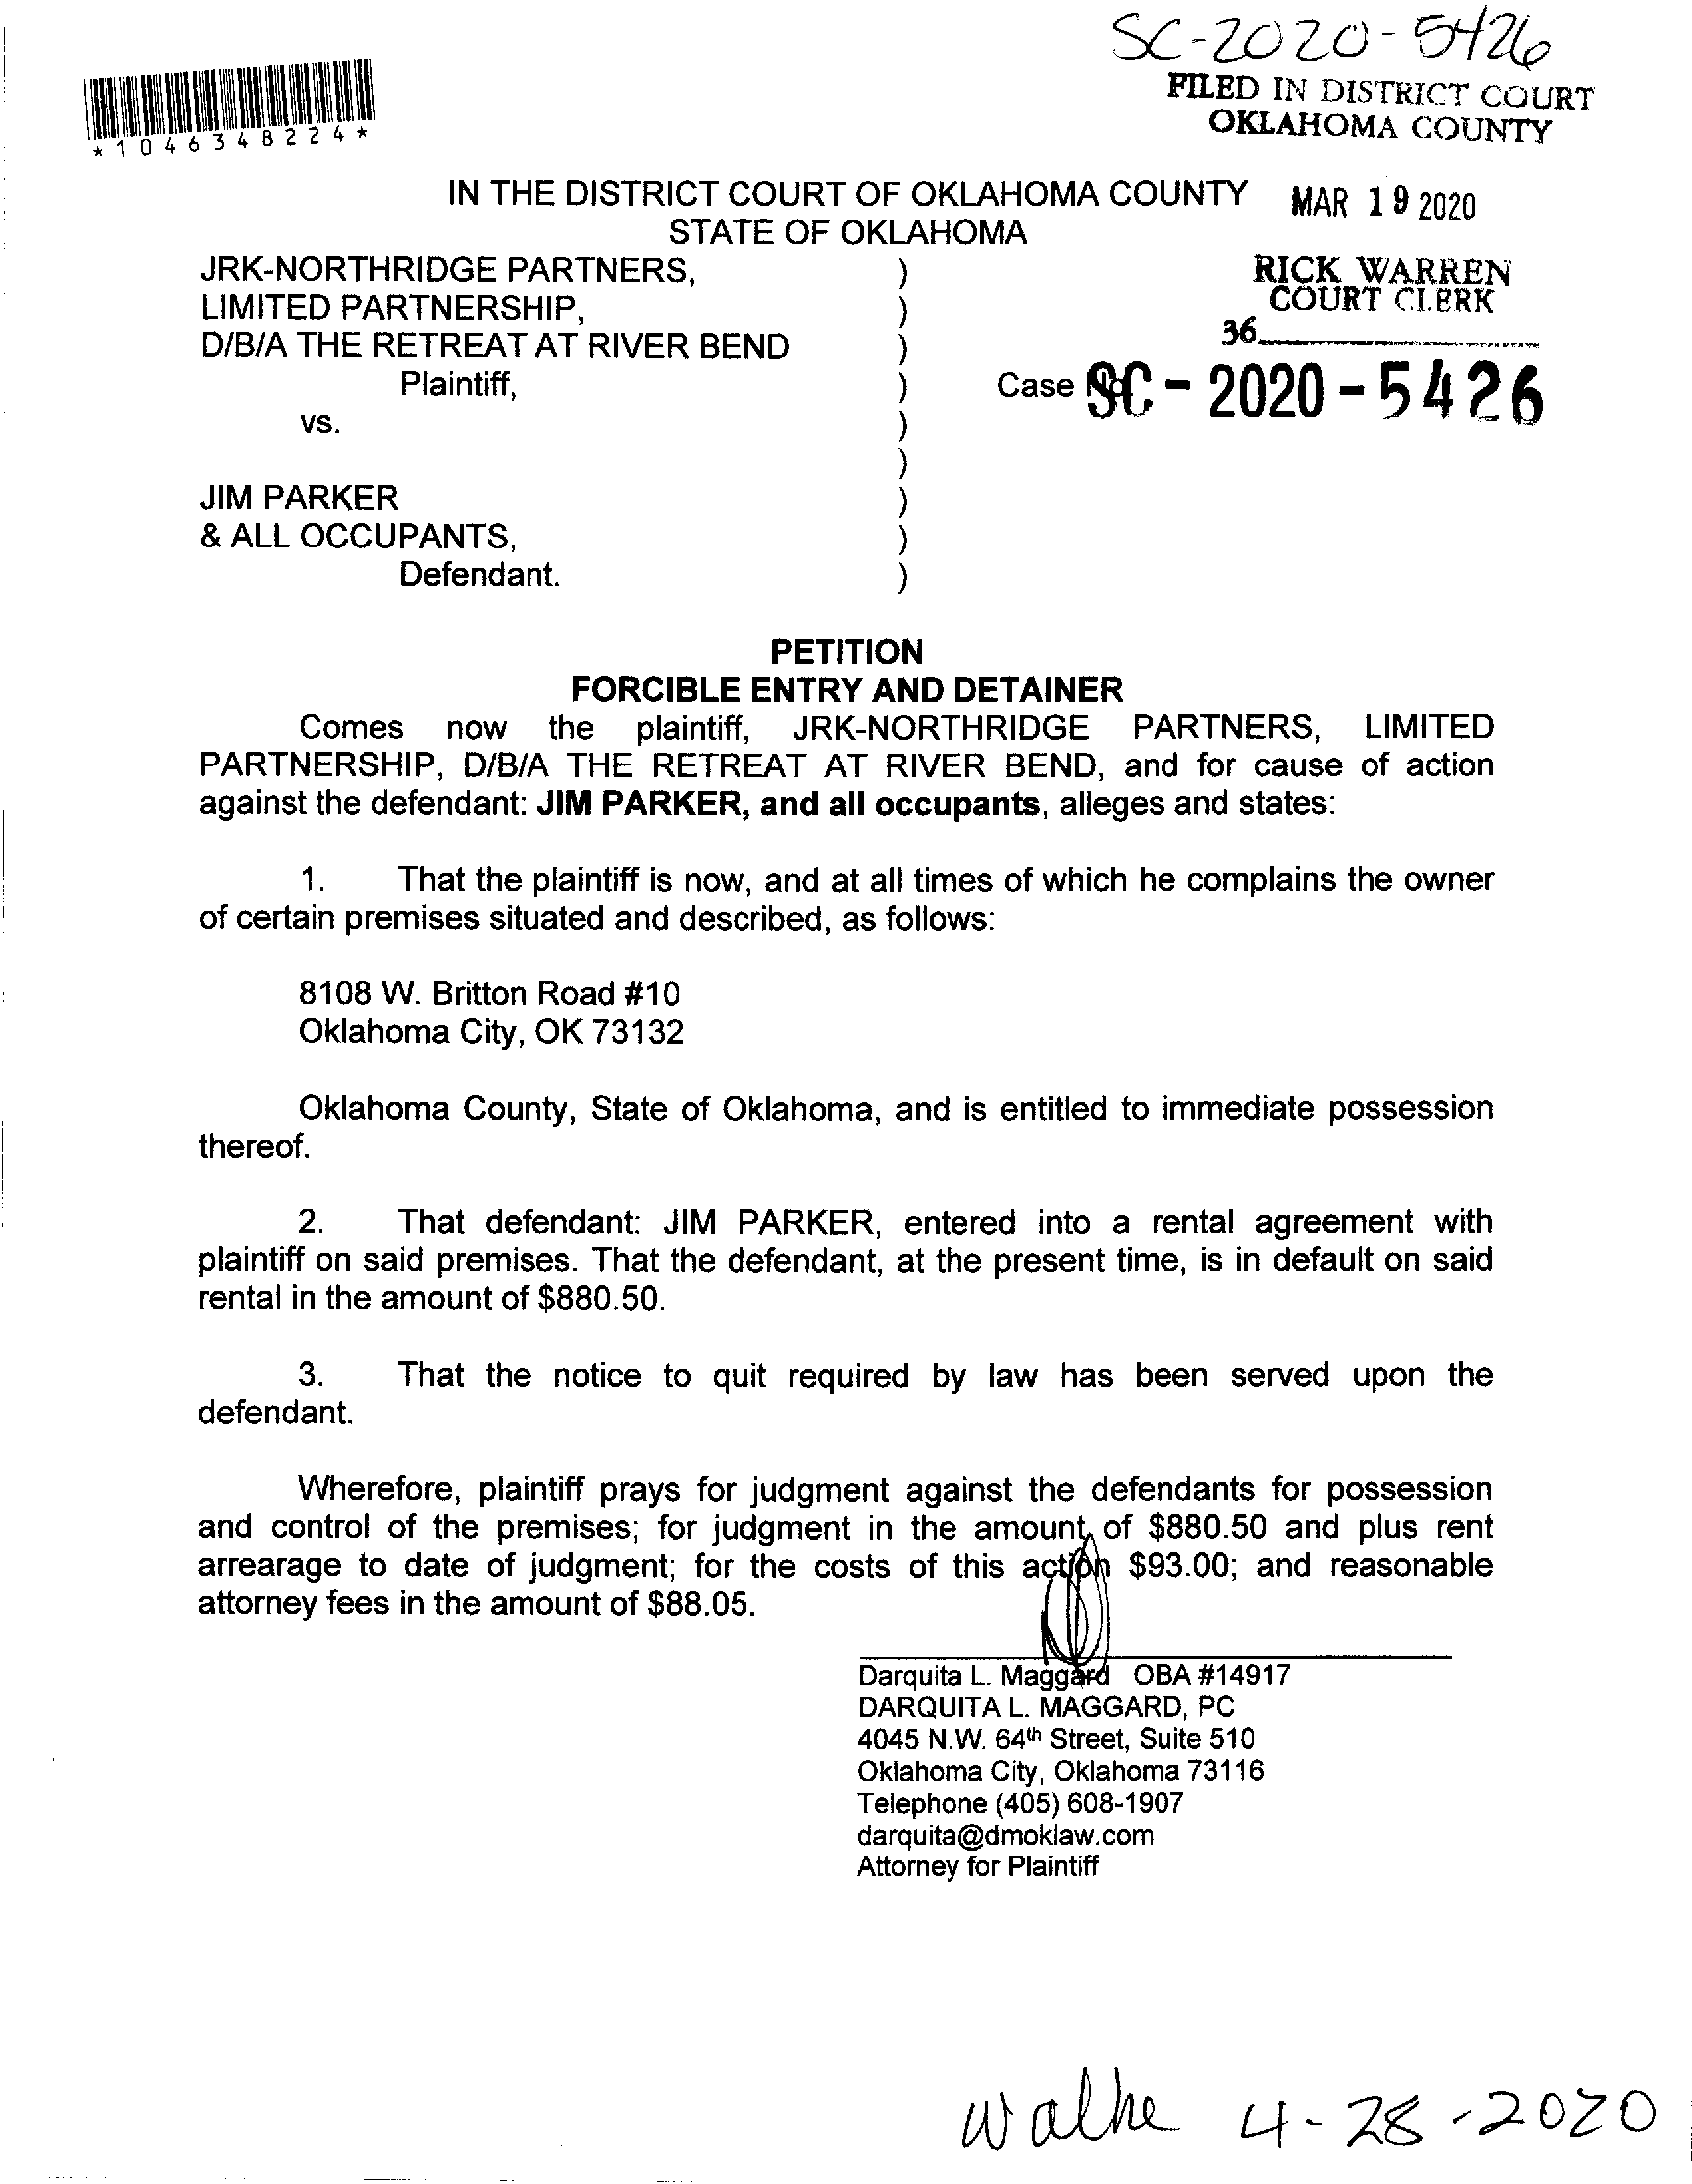 SC-2020-5426
FILED IN DISTRICT COURT
OKLAHOMA COUNTY
*1046348224*
IN THE DISTRICT COURT OF OKLAHOMA COUNTY
MAR 19 2020
STATE OF OKLAHOMA
JRK-NORTHRIDGE PARTNERS, )
RICK WARREN
LIMITED PARTNERSHIP, )
COURT CLERK
D/B/A THE RETREAT AT RIVER BEND )
36
Plaintiff, ) Case SC-2020-5426
vs. )
)
JIM PARKER )
& ALL OCCUPANTS, )
Defendant. )
PETITION
FORCIBLE ENTRY AND DETAINER
Comes now the plaintiff, JRK-NORTHRIDGE PARTNERS, LIMITED
PARTNERSHIP, D/B/A THE RETREAT AT RIVER BEND, and for cause of action
against the defendant: JIM PARKER, and all occupants, alleges and states:
1. That the plaintiff is now, and at all times of which he complains the owner
of certain premises situated and described, as follows:
8108 W. Britton Road #10
Oklahoma City, OK 73132
Oklahoma County, State of Oklahoma, and is entitled to immediate possession
thereof.
2. That defendant: JIM PARKER, entered into a rental agreement with
plaintiff on said premises. That the defendant, at the present time, is in default on said
rental in the amount of $880.50.
3. That the notice to quit required by law has been served upon the
defendant.
Wherefore, plaintiff prays for judgment against the defendants for possession
and control of the premises; for judgment in the amount of $880.50 and plus rent
arrearage to date of judgment; for the costs of this action $93.00; and reasonable
attorney fees in the amount of $88.05.
Darquita L. Maggard OBA #14917
DARQUITA L. MAGGARD, PC
4045 N.W. 64th Street, Suite 510
Oklahoma City, Oklahoma 73116
Telephone (405) 608-1907
darquita@dmoklaw.com
Attorney for Plaintiff
4-28-2020